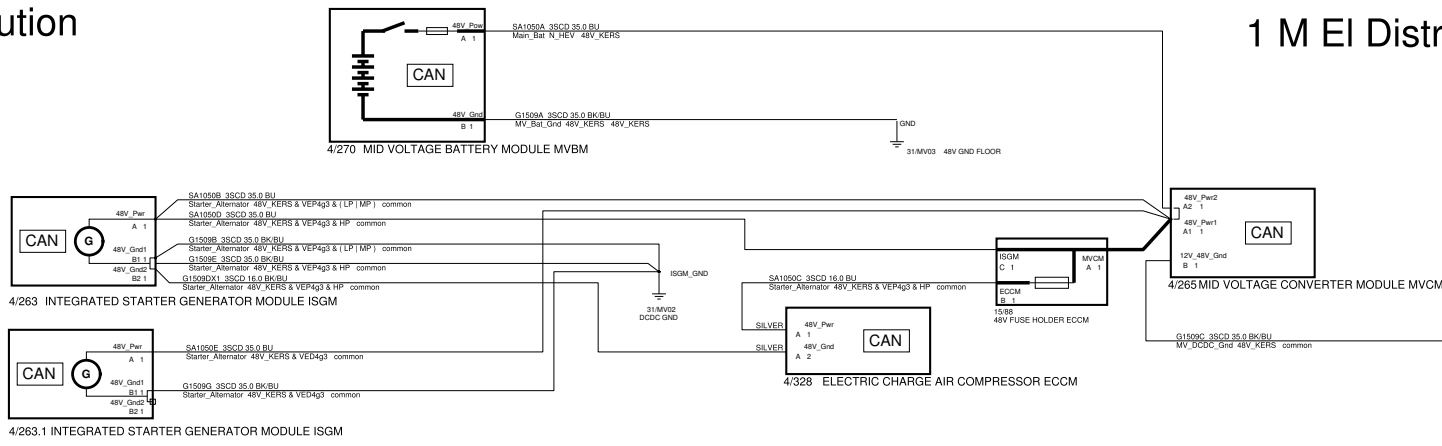 ution
1 M El Distr
48V_Pow
A 1
SA1050A 3SCD 35.0 BU
Main_Bat N_HEV 48V_KERS
CAN
48V_Gnd
B 1
G1509A 3SCD 35.0 BK/BU
MV_Bat_Gnd 48V_KERS 48V_KERS
GND
31/MV03 48V GND FLOOR
4/270 MID VOLTAGE BATTERY MODULE MVBM
SA1050B 3SCD 35.0 BU
Starter_Alternator 48V_KERS & VEP4g3 & ( LP | MP ) common
48V_Pwr
A 1
SA1050D 3SCD 35.0 BU
Starter_Alternator 48V_KERS & VEP4g3 & HP common
CAN
G
48V_Gnd1
B1 1
48V_Gnd2
B2 1
G1509B 3SCD 35.0 BK/BU
Starter_Alternator 48V_KERS & VEP4g3 & ( LP | MP ) common
G1509E 3SCD 35.0 BK/BU
Starter_Alternator 48V_KERS & VEP4g3 & HP common
G1509DX1 3SCD 16.0 BK/BU
Starter_Alternator 48V_KERS & VEP4g3 & HP common
4/263 INTEGRATED STARTER GENERATOR MODULE ISGM
ISGM_GND
31/MV02
DCDC GND
48V_Pwr2
A2 1
48V_Pwr1
A1 1
CAN
12V_48V_Gnd
B 1
4/265 MID VOLTAGE CONVERTER MODULE MVCM
ISGM
C 1
MVCM
A 1
ECCM
B 1
15/88
48V FUSE HOLDER ECCM
SA1050C 3SCD 16.0 BU
Starter_Alternator 48V_KERS & VEP4g3 & HP common
SILVER
48V_Pwr
A 1
SILVER
48V_Gnd
A 2
CAN
4/328 ELECTRIC CHARGE AIR COMPRESSOR ECCM
G1509C 3SCD 35.0 BK/BU
MV_DCDC_Gnd 48V_KERS common
48V_Pwr
A 1
SA1050E 3SCD 35.0 BU
Starter_Alternator 48V_KERS & VED4g3 common
CAN
G
48V_Gnd1
B1 1
48V_Gnd2
B2 1
G1509G 3SCD 35.0 BK/BU
Starter_Alternator 48V_KERS & VED4g3 common
4/263.1 INTEGRATED STARTER GENERATOR MODULE ISGM